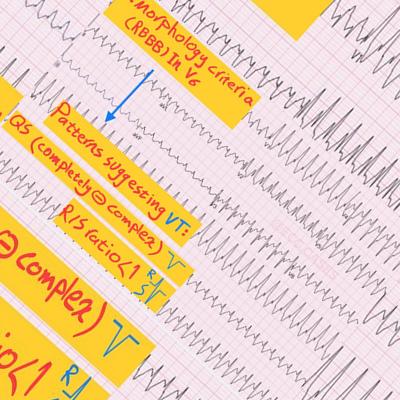 morphology criteria
(RBBB) In V6
Patterns suggesting VT:
QS (completely ⊖ complex)
R/S ratio <1 R
S
⊖ complex)
io <1 R